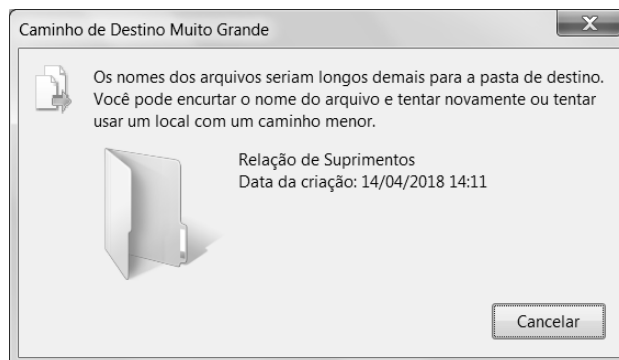 Caminho de Destino Muito Grande
Os nomes dos arquivos seriam longos demais para a pasta de destino.
Você pode encurtar o nome do arquivo e tentar novamente ou tentar
usar um local com um caminho menor.
Relação de Suprimentos
Data da criação: 14/04/2018 14:11
Cancelar